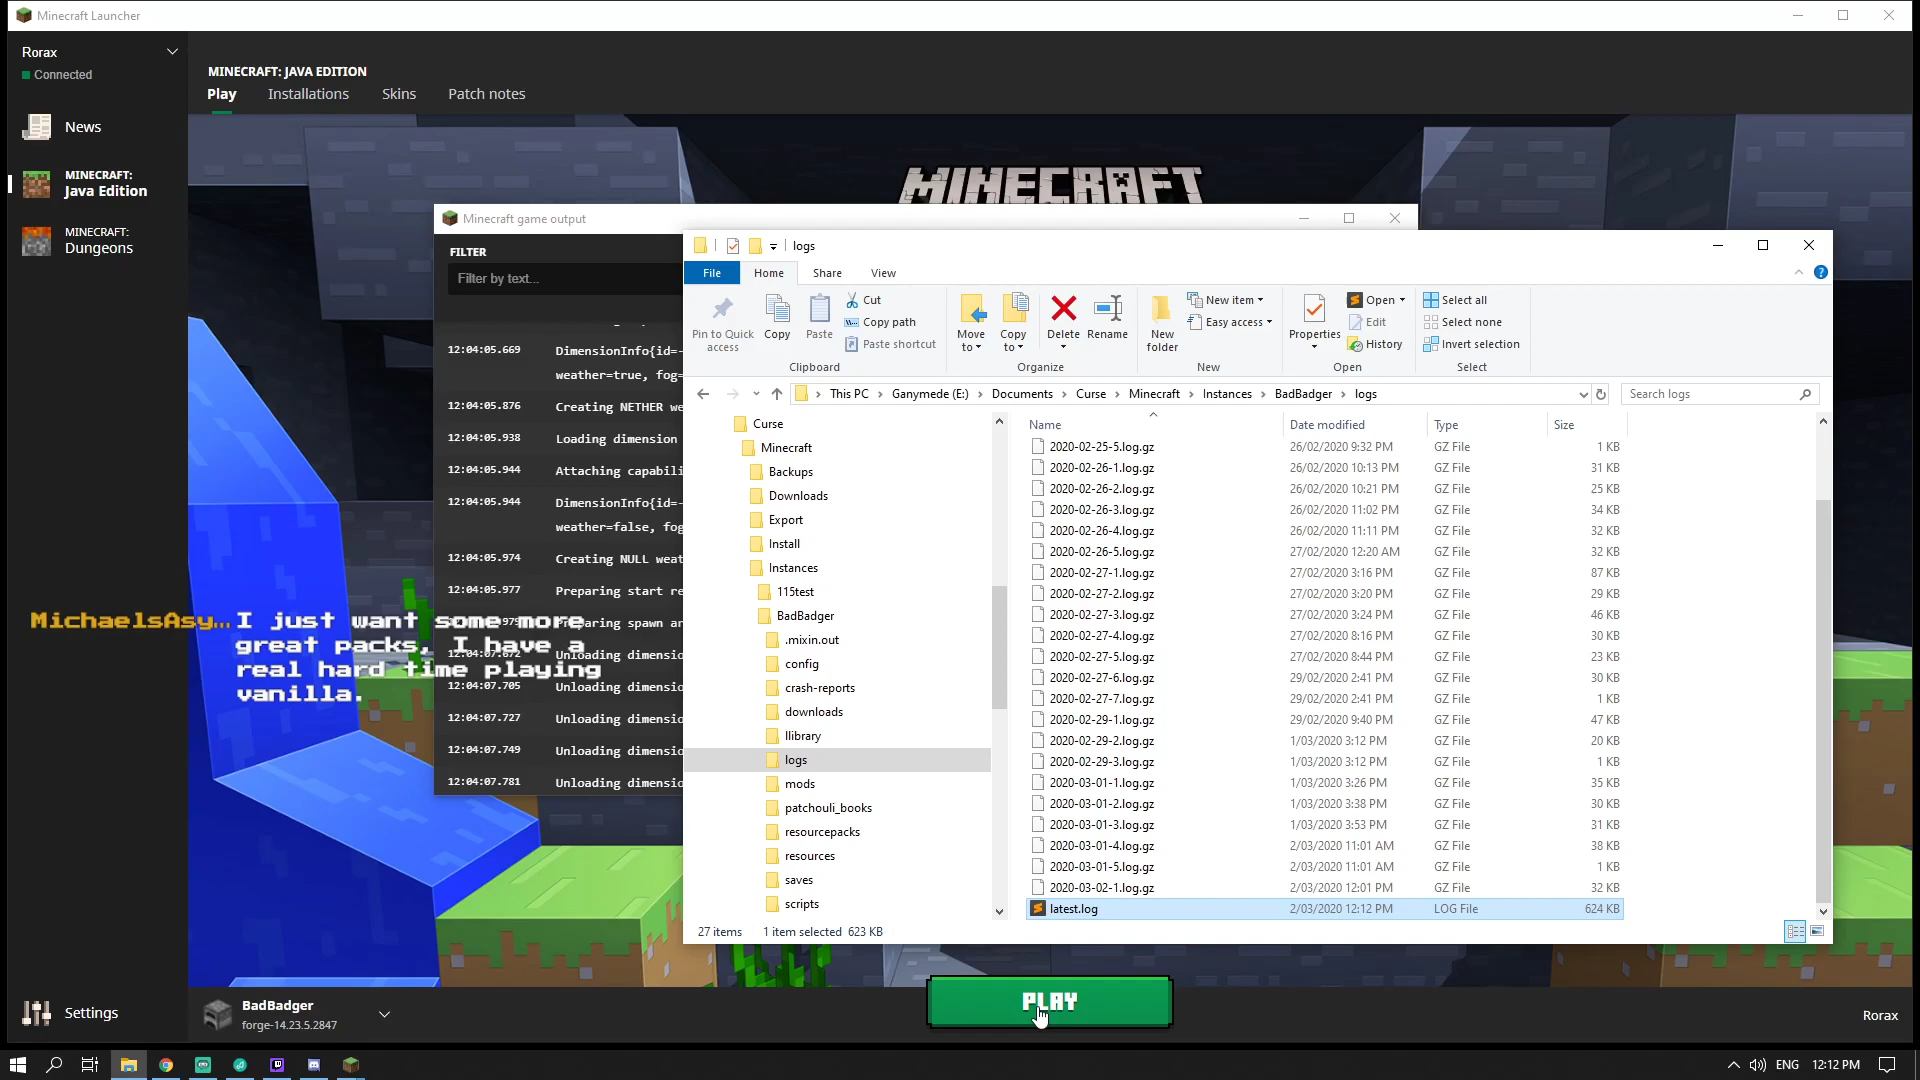 Minecraft Launcher
Rorax
Connected
News
MINECRAFT:
Java Edition
MINECRAFT:
Dungeons
Settings
MINECRAFT: JAVA EDITION
Play Installations Skins Patch notes
MINECRAFT
Minecraft game output
FILTER
Filter by text...
12:04:05.669 DimensionInfo{id=-
weather=true, fog=
12:04:05.876 Creating NETHER we
12:04:05.938 Loading dimension
12:04:05.944 Attaching capabili
12:04:05.944 DimensionInfo{id=-
weather=false, fog
12:04:05.974 Creating NULL weat
12:04:05.977 Preparing start re
Preparing spawn ar
Unloading dimensio
12:04:07.705 Unloading dimensio
12:04:07.727 Unloading dimensio
12:04:07.749 Unloading dimensio
12:04:07.781 Unloading dimensio
MichaelsAsy... I just want some more
great packs, I have a
real hard time playing
vanilla.
logs
File Home Share View
Pin to Quick
access
Copy
Paste
Cut
Copy path
Paste shortcut
Clipboard
Move
to
Copy
to
Delete
Rename
Organize
New
folder
New item
Easy access
New
Properties
Open
Edit
History
Open
Select all
Select none
Invert selection
Select
This PC > Ganymede (E:) > Documents > Curse > Minecraft > Instances > BadBadger > logs
Search logs
Curse
Minecraft
Backups
Downloads
Export
Install
Instances
115test
BadBadger
.mixin.out
config
crash-reports
downloads
llibrary
logs
mods
patchouli_books
resourcepacks
resources
saves
scripts
Name Date modified Type Size
2020-02-25-5.log.gz 26/02/2020 9:32 PM GZ File 1 KB
2020-02-26-1.log.gz 26/02/2020 10:13 PM GZ File 31 KB
2020-02-26-2.log.gz 26/02/2020 10:21 PM GZ File 25 KB
2020-02-26-3.log.gz 26/02/2020 11:02 PM GZ File 34 KB
2020-02-26-4.log.gz 26/02/2020 11:11 PM GZ File 32 KB
2020-02-26-5.log.gz 27/02/2020 12:20 AM GZ File 32 KB
2020-02-27-1.log.gz 27/02/2020 3:16 PM GZ File 87 KB
2020-02-27-2.log.gz 27/02/2020 3:20 PM GZ File 29 KB
2020-02-27-3.log.gz 27/02/2020 3:24 PM GZ File 46 KB
2020-02-27-4.log.gz 27/02/2020 8:16 PM GZ File 30 KB
2020-02-27-5.log.gz 27/02/2020 8:44 PM GZ File 23 KB
2020-02-27-6.log.gz 29/02/2020 2:41 PM GZ File 30 KB
2020-02-27-7.log.gz 29/02/2020 2:41 PM GZ File 1 KB
2020-02-29-1.log.gz 29/02/2020 9:40 PM GZ File 47 KB
2020-02-29-2.log.gz 1/03/2020 3:12 PM GZ File 20 KB
2020-02-29-3.log.gz 1/03/2020 3:12 PM GZ File 1 KB
2020-03-01-1.log.gz 1/03/2020 3:26 PM GZ File 35 KB
2020-03-01-2.log.gz 1/03/2020 3:38 PM GZ File 30 KB
2020-03-01-3.log.gz 1/03/2020 3:53 PM GZ File 31 KB
2020-03-01-4.log.gz 2/03/2020 11:01 AM GZ File 38 KB
2020-03-01-5.log.gz 2/03/2020 11:01 AM GZ File 1 KB
2020-03-02-1.log.gz 2/03/2020 12:01 PM GZ File 32 KB
latest.log 2/03/2020 12:12 PM LOG File 624 KB
27 items 1 item selected 623 KB
BadBadger
forge-14.23.5.2847
PLAY
Rorax
ENG 12:12 PM